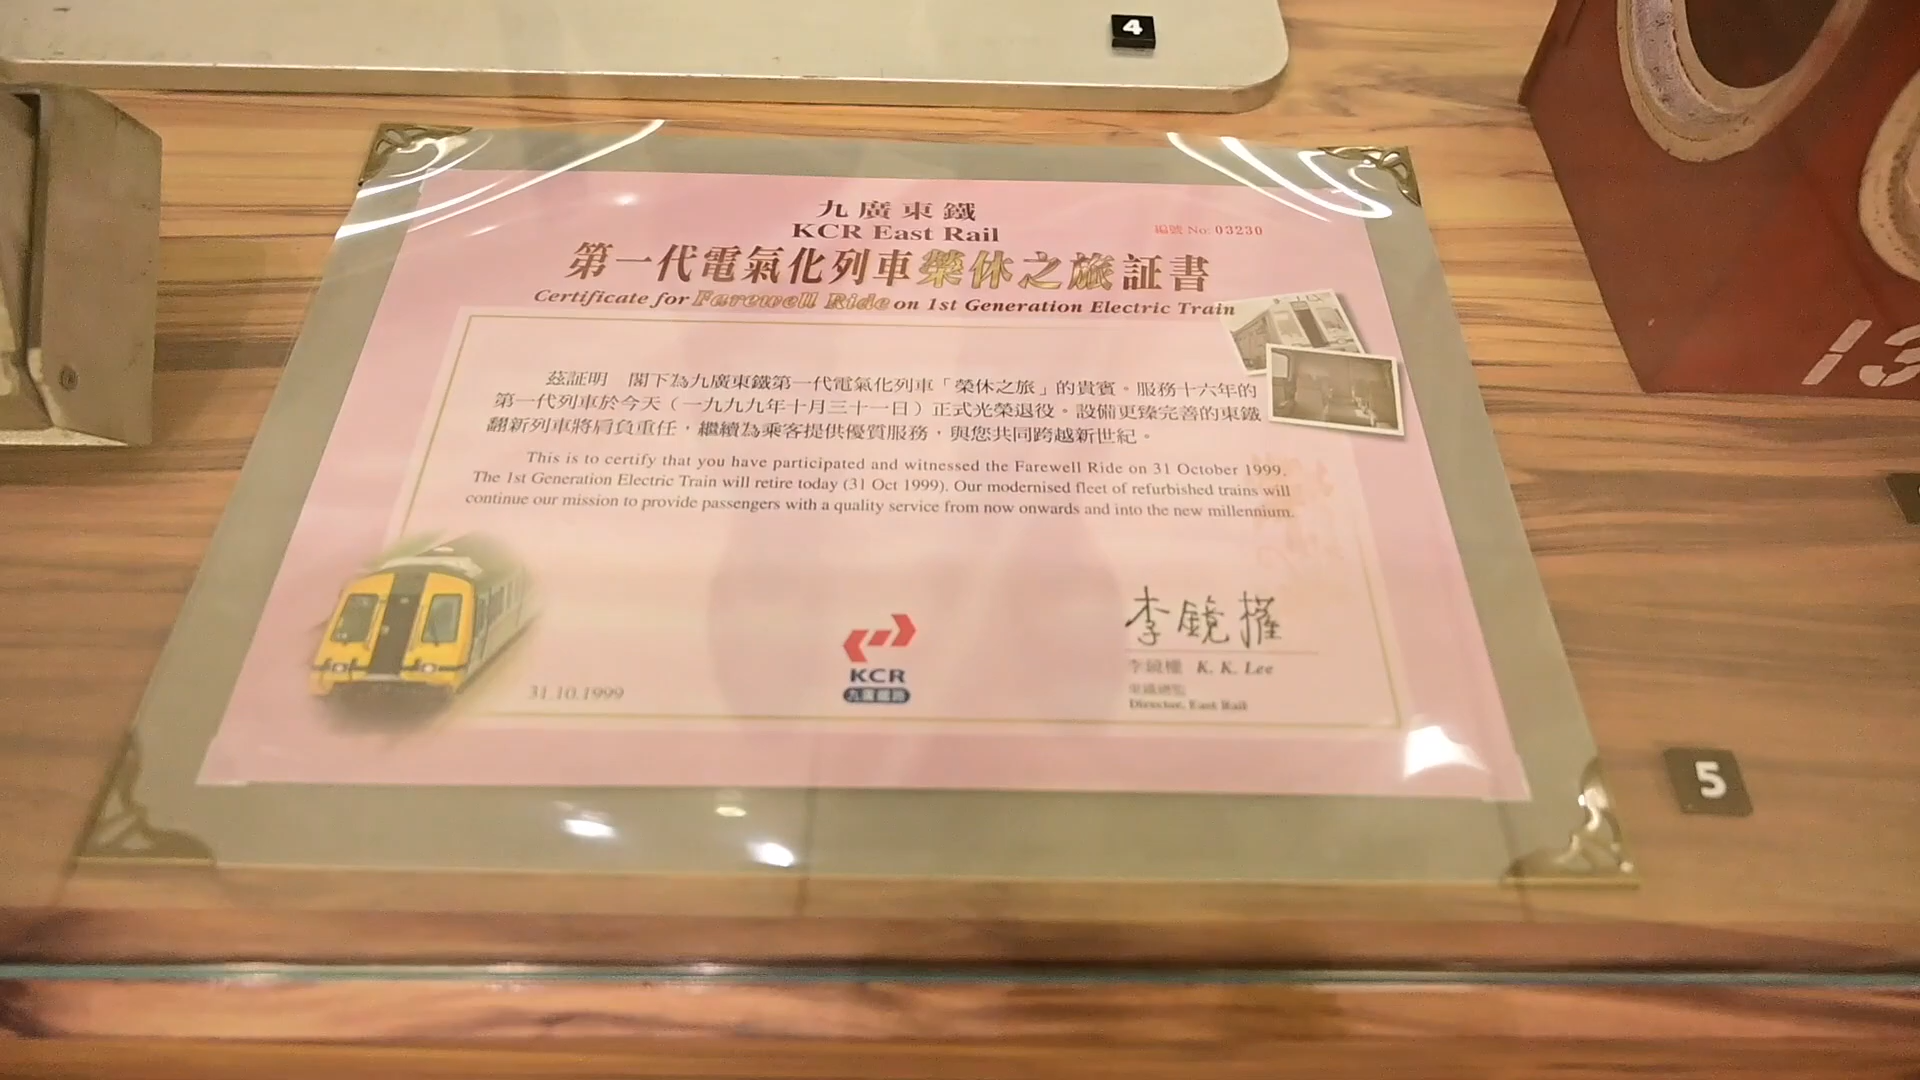 4
九廣東鐵
KCR East Rail
編號 No: 03230
第一代電氣化列車榮休之旅証書
Certificate for Farewell Ride on 1st Generation Electric Train
茲証明 閣下為九廣東鐵第一代電氣化列車「榮休之旅」的貴賓。服務十六年的
第一代列車於今天（一九九九年十月三十一日）正式光榮退役。設備更臻完善的東鐵
翻新列車將肩負重任，繼續為乘客提供優質服務，與您共同跨越新世紀。
This is to certify that you have participated and witnessed the Farewell Ride on 31 October 1999.
The 1st Generation Electric Train will retire today (31 Oct 1999). Our modernised fleet of refurbished trains will
continue our mission to provide passengers with a quality service from now onwards and into the new millennium.
李鏡權
李鏡權 K. K. Lee
東鐵總監
Director, East Rail
31.10.1999
KCR
九廣鐵路
5
13